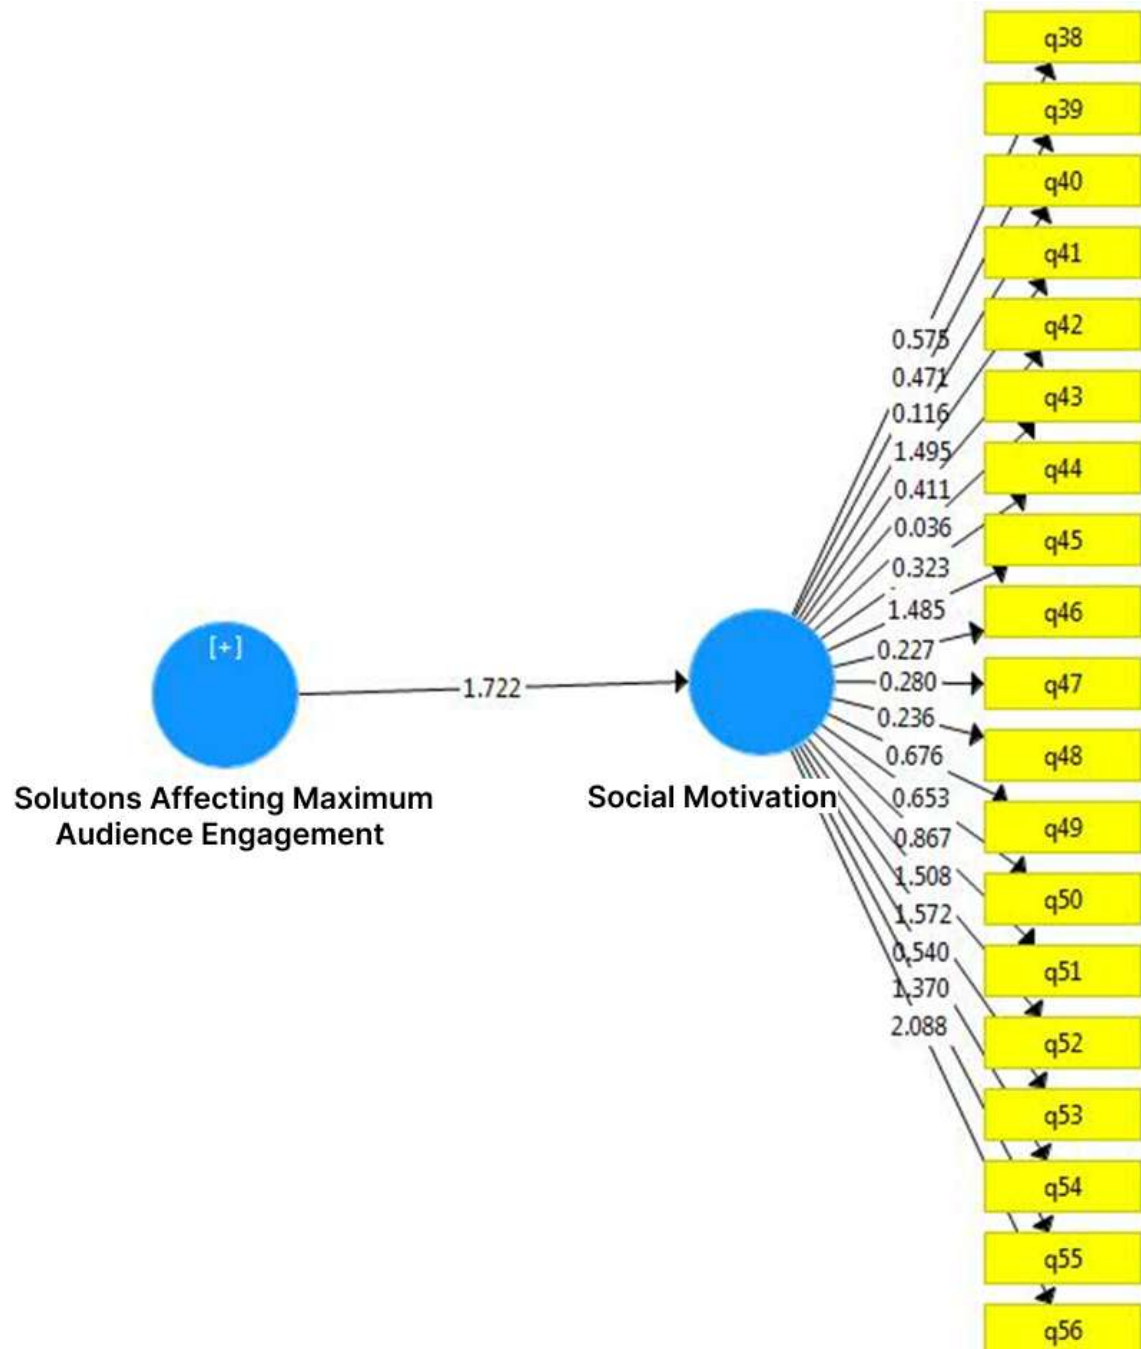 q38
q39
q40
q41
q42
q43
q44
q45
q46
q47
q48
q49
q50
q51
q52
q53
q54
q55
q56
0.575
0.471
0.116
1.495
0.411
0.036
0.323
1.485
0.227
0.280
0.236
0.676
0.653
0.867
1.508
1.572
0.540
1.370
2.088
[+]
1.722
Solutons Affecting Maximum
Audience Engagement
Social Motivation